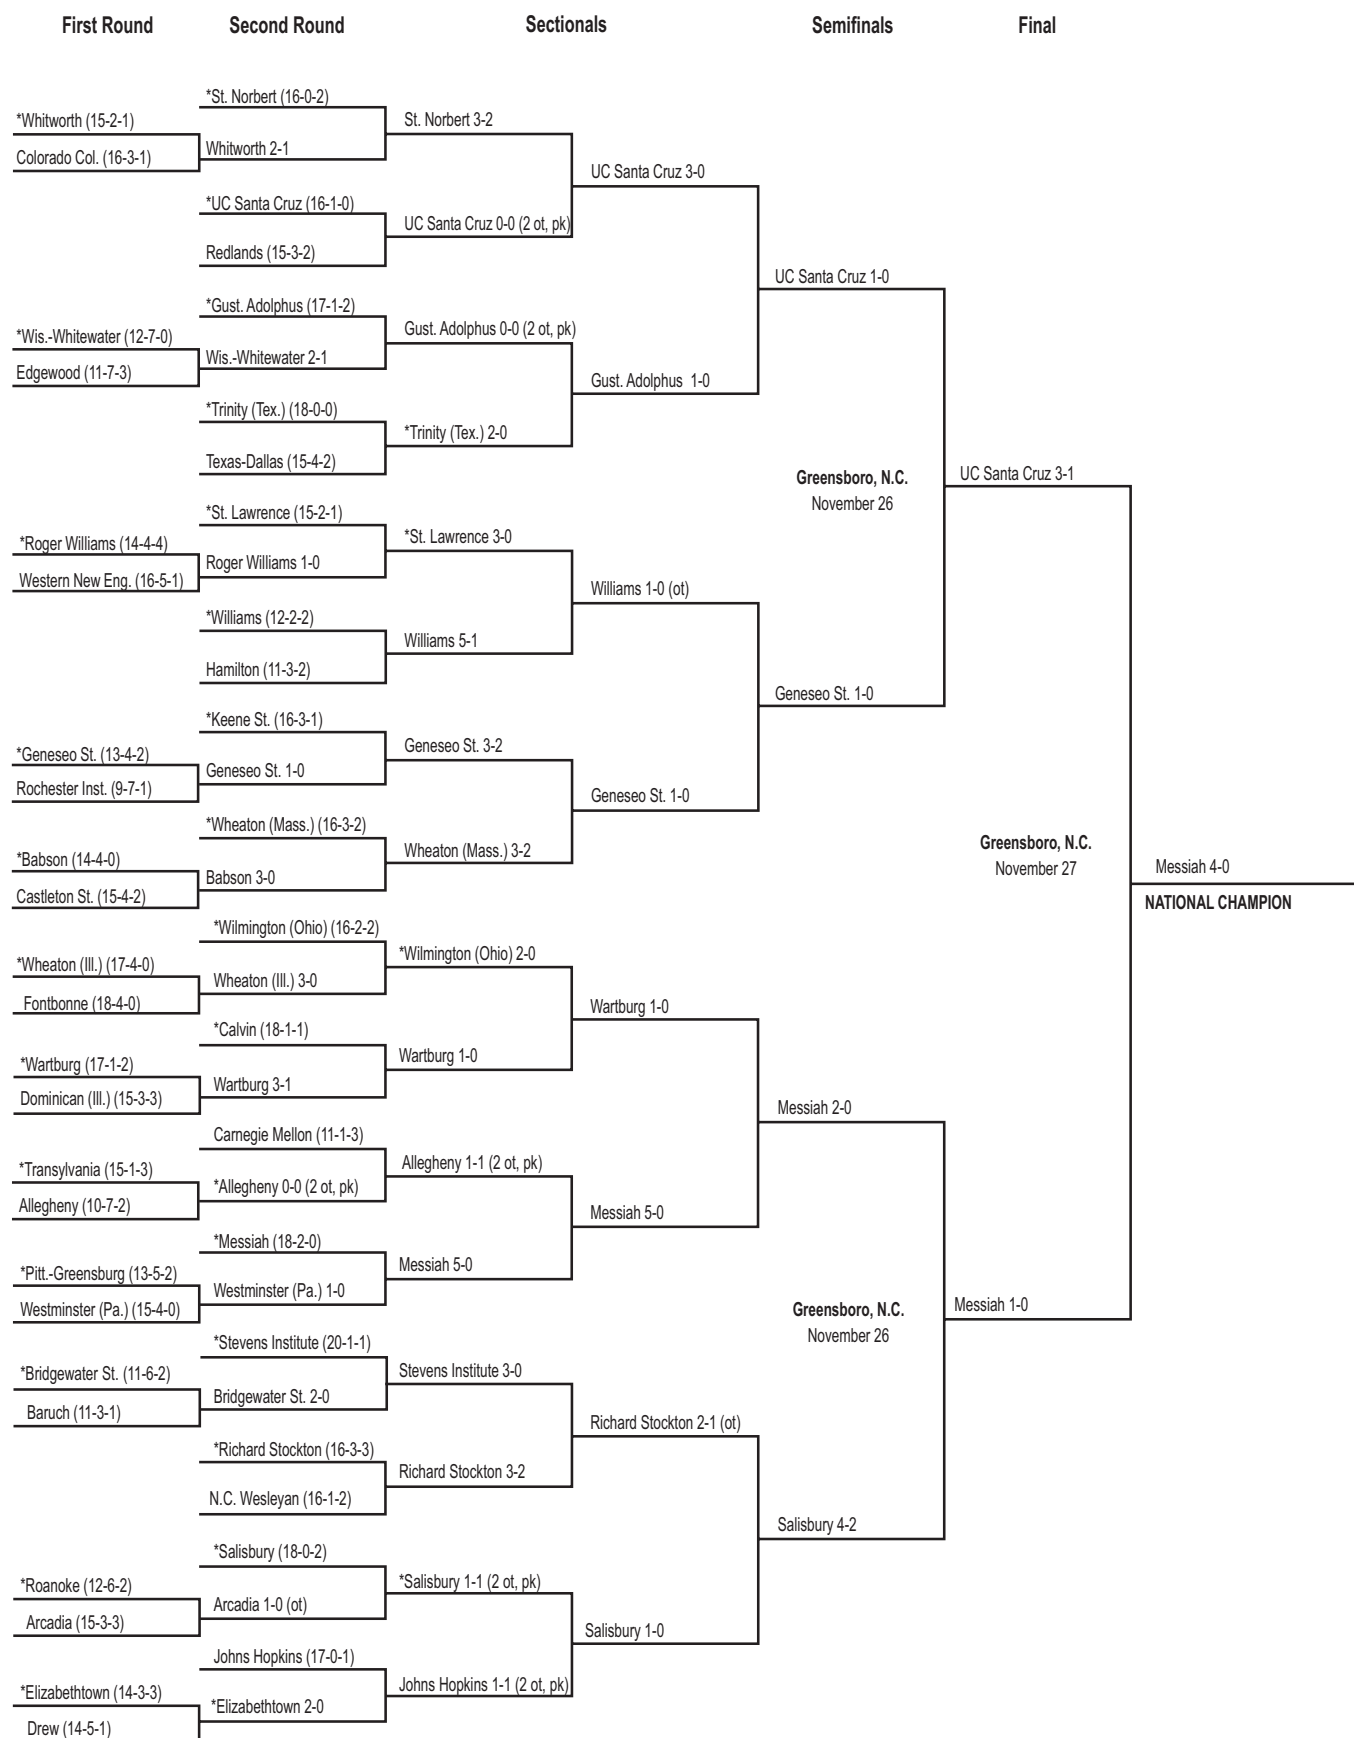 First Round
Second Round
Sectionals
Semifinals
Final
*Whitworth (15-2-1)
Colorado Col. (16-3-1)
*Wis.-Whitewater (12-7-0)
Edgewood (11-7-3)
*Roger Williams (14-4-4)
Western New Eng. (16-5-1)
*Geneseo St. (13-4-2)
Rochester Inst. (9-7-1)
*Babson (14-4-0)
Castleton St. (15-4-2)
*Wheaton (Ill.) (17-4-0)
Fontbonne (18-4-0)
*Wartburg (17-1-2)
Dominican (Ill.) (15-3-3)
*Transylvania (15-1-3)
Allegheny (10-7-2)
*Pitt.-Greensburg (13-5-2)
Westminster (Pa.) (15-4-0)
*Bridgewater St. (11-6-2)
Baruch (11-3-1)
*Roanoke (12-6-2)
Arcadia (15-3-3)
*Elizabethtown (14-3-3)
Drew (14-5-1)
*St. Norbert (16-0-2)
Whitworth 2-1
*UC Santa Cruz (16-1-0)
Redlands (15-3-2)
*Gust. Adolphus (17-1-2)
Wis.-Whitewater 2-1
*Trinity (Tex.) (18-0-0)
Texas-Dallas (15-4-2)
*St. Lawrence (15-2-1)
Roger Williams 1-0
*Williams (12-2-2)
Hamilton (11-3-2)
*Keene St. (16-3-1)
Geneseo St. 1-0
*Wheaton (Mass.) (16-3-2)
Babson 3-0
*Wilmington (Ohio) (16-2-2)
Wheaton (Ill.) 3-0
*Calvin (18-1-1)
Wartburg 3-1
Carnegie Mellon (11-1-3)
*Allegheny 0-0 (2 ot, pk)
*Messiah (18-2-0)
Westminster (Pa.) 1-0
*Stevens Institute (20-1-1)
Bridgewater St. 2-0
*Richard Stockton (16-3-3)
N.C. Wesleyan (16-1-2)
*Salisbury (18-0-2)
Arcadia 1-0 (ot)
Johns Hopkins (17-0-1)
*Elizabethtown 2-0
St. Norbert 3-2
UC Santa Cruz 0-0 (2 ot, pk)
Gust. Adolphus 0-0 (2 ot, pk)
*Trinity (Tex.) 2-0
*St. Lawrence 3-0
Williams 5-1
Geneseo St. 3-2
Wheaton (Mass.) 3-2
*Wilmington (Ohio) 2-0
Wartburg 1-0
Allegheny 1-1 (2 ot, pk)
Messiah 5-0
Stevens Institute 3-0
Richard Stockton 3-2
*Salisbury 1-1 (2 ot, pk)
Johns Hopkins 1-1 (2 ot, pk)
UC Santa Cruz 3-0
Gust. Adolphus 1-0
Williams 1-0 (ot)
Geneseo St. 1-0
Wartburg 1-0
Messiah 5-0
Richard Stockton 2-1 (ot)
Salisbury 1-0
UC Santa Cruz 1-0
Greensboro, N.C.
November 26
Geneseo St. 1-0
Messiah 2-0
Greensboro, N.C.
November 26
Salisbury 4-2
UC Santa Cruz 3-1
Greensboro, N.C.
November 27
Messiah 1-0
Messiah 4-0
NATIONAL CHAMPION